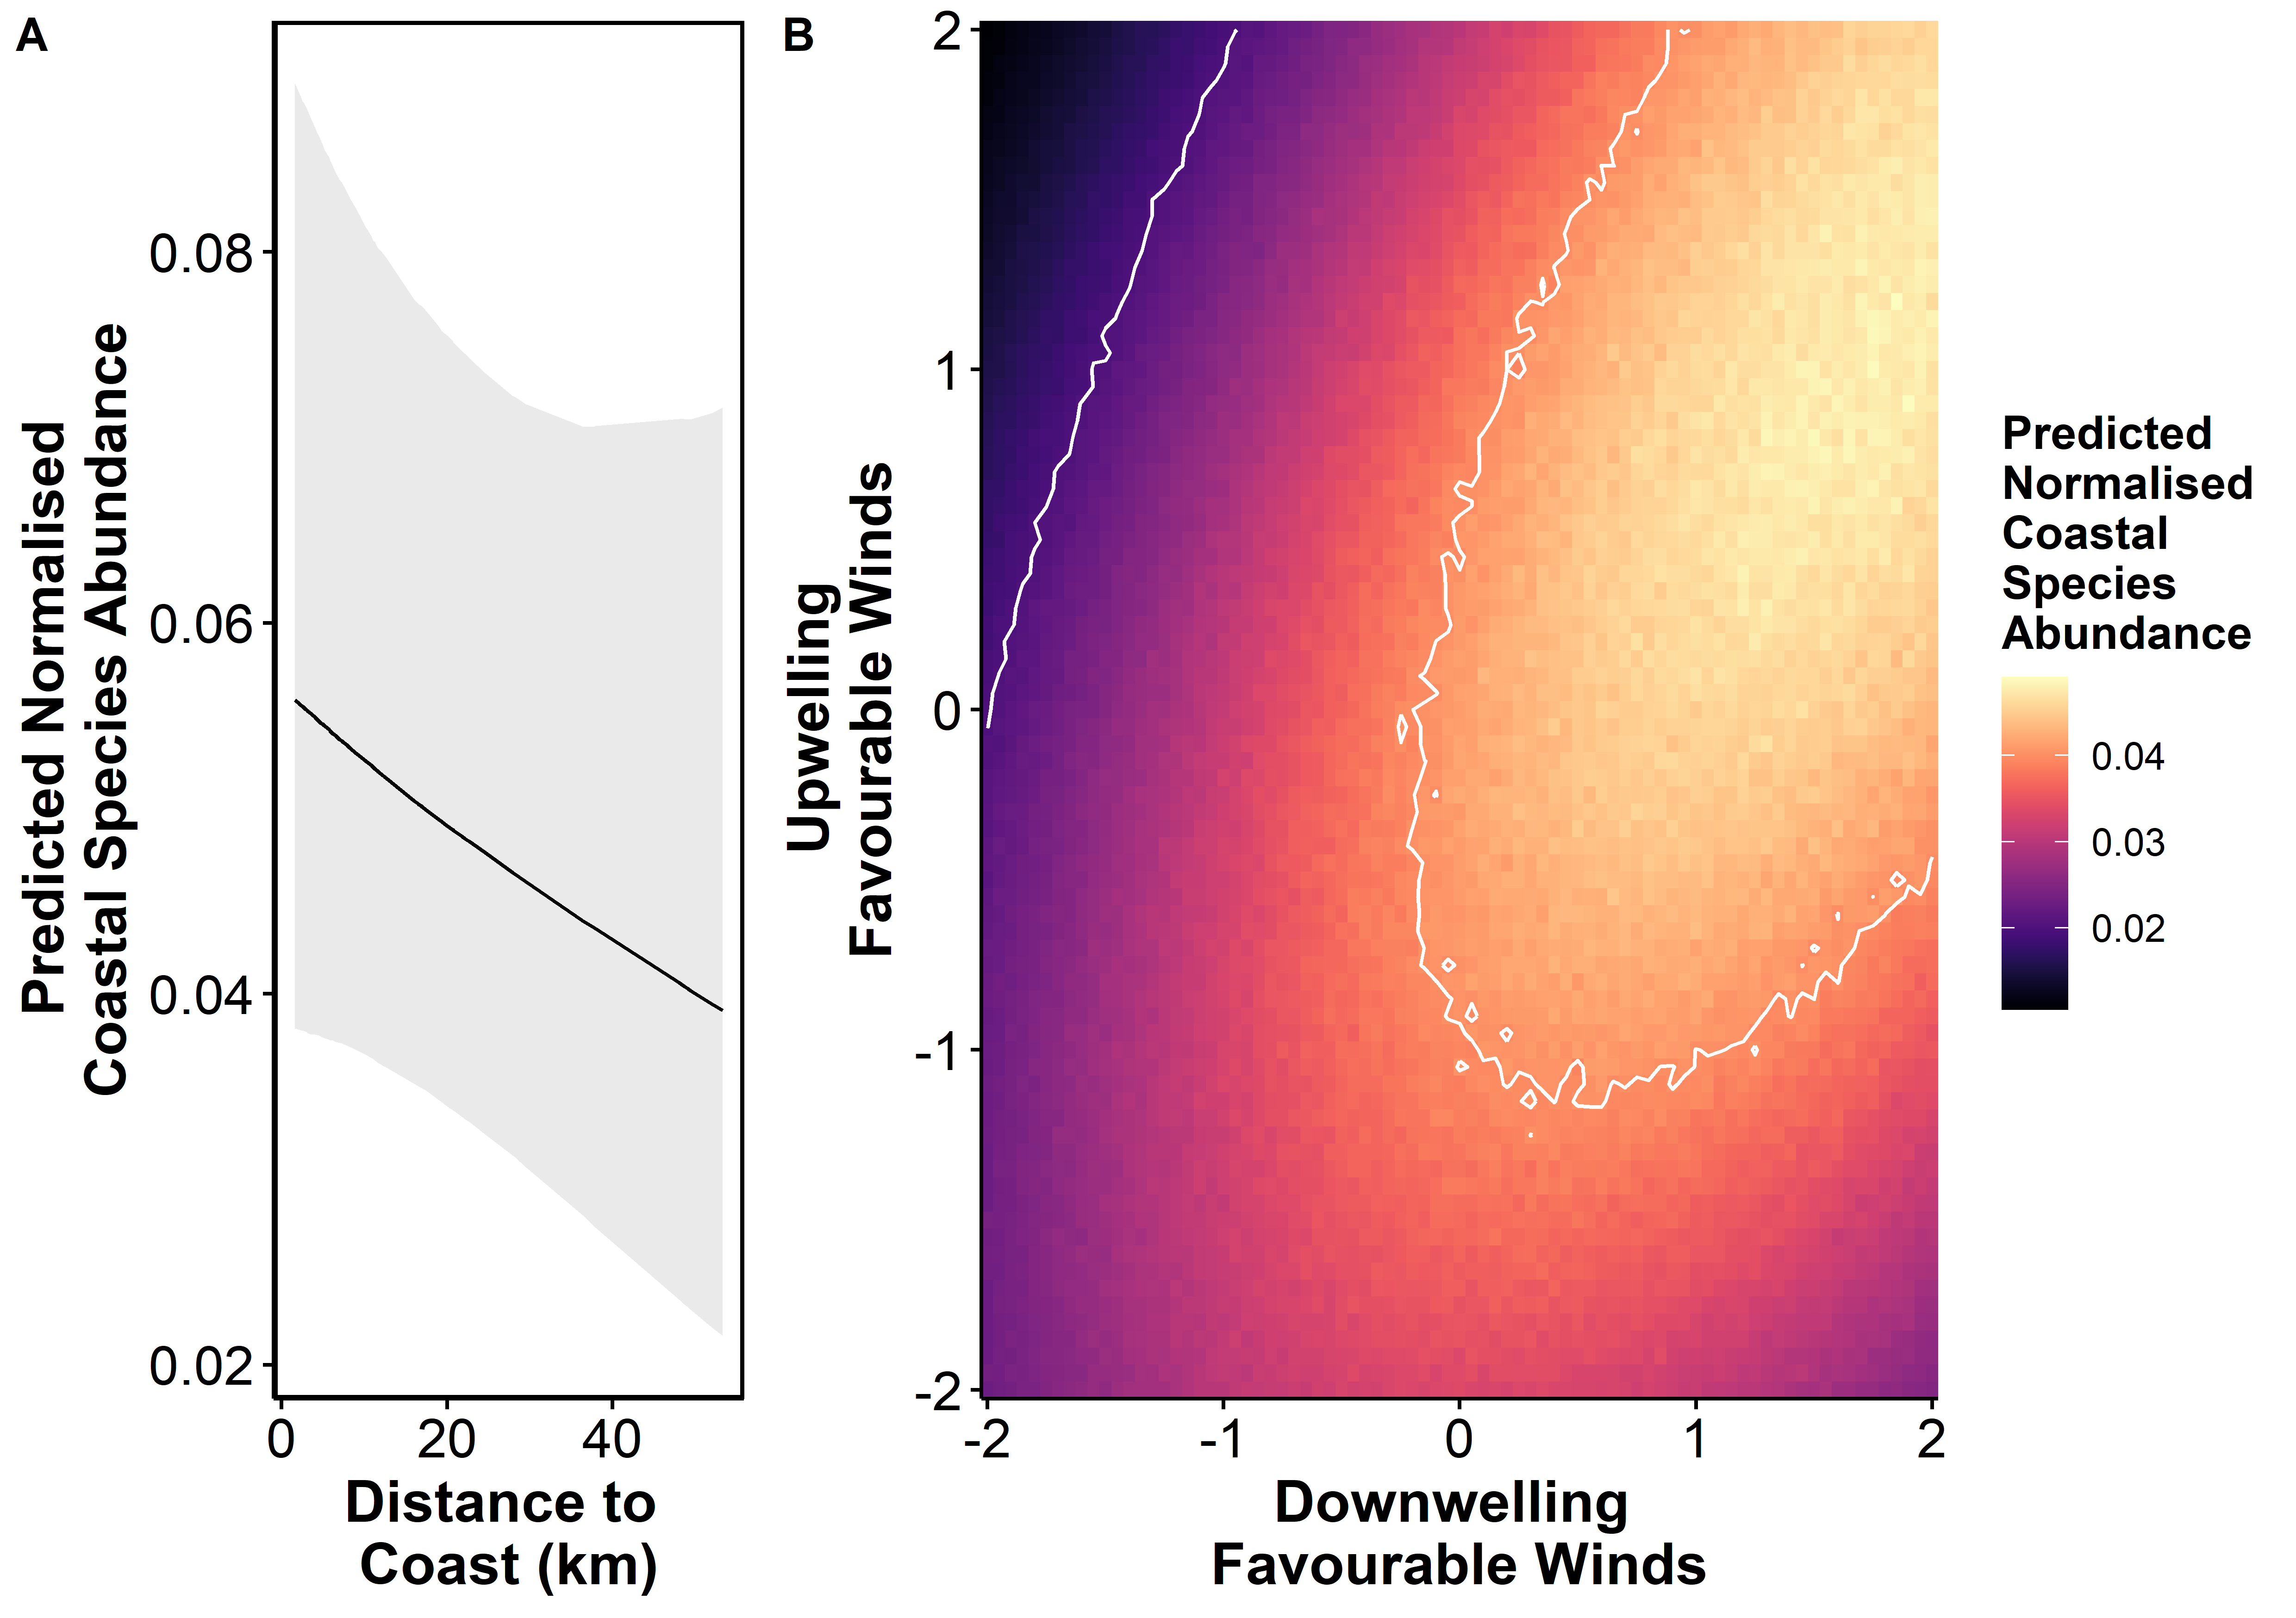 A
B
Predicted Normalised
Coastal Species Abundance
0.08
0.06
0.04
0.02
0
20
40
Distance to
Coast (km)
Upwelling
Favourable Winds
2
1
0
-1
-2
-2
-1
0
1
2
Downwelling
Favourable Winds
Predicted
Normalised
Coastal
Species
Abundance
0.04
0.03
0.02